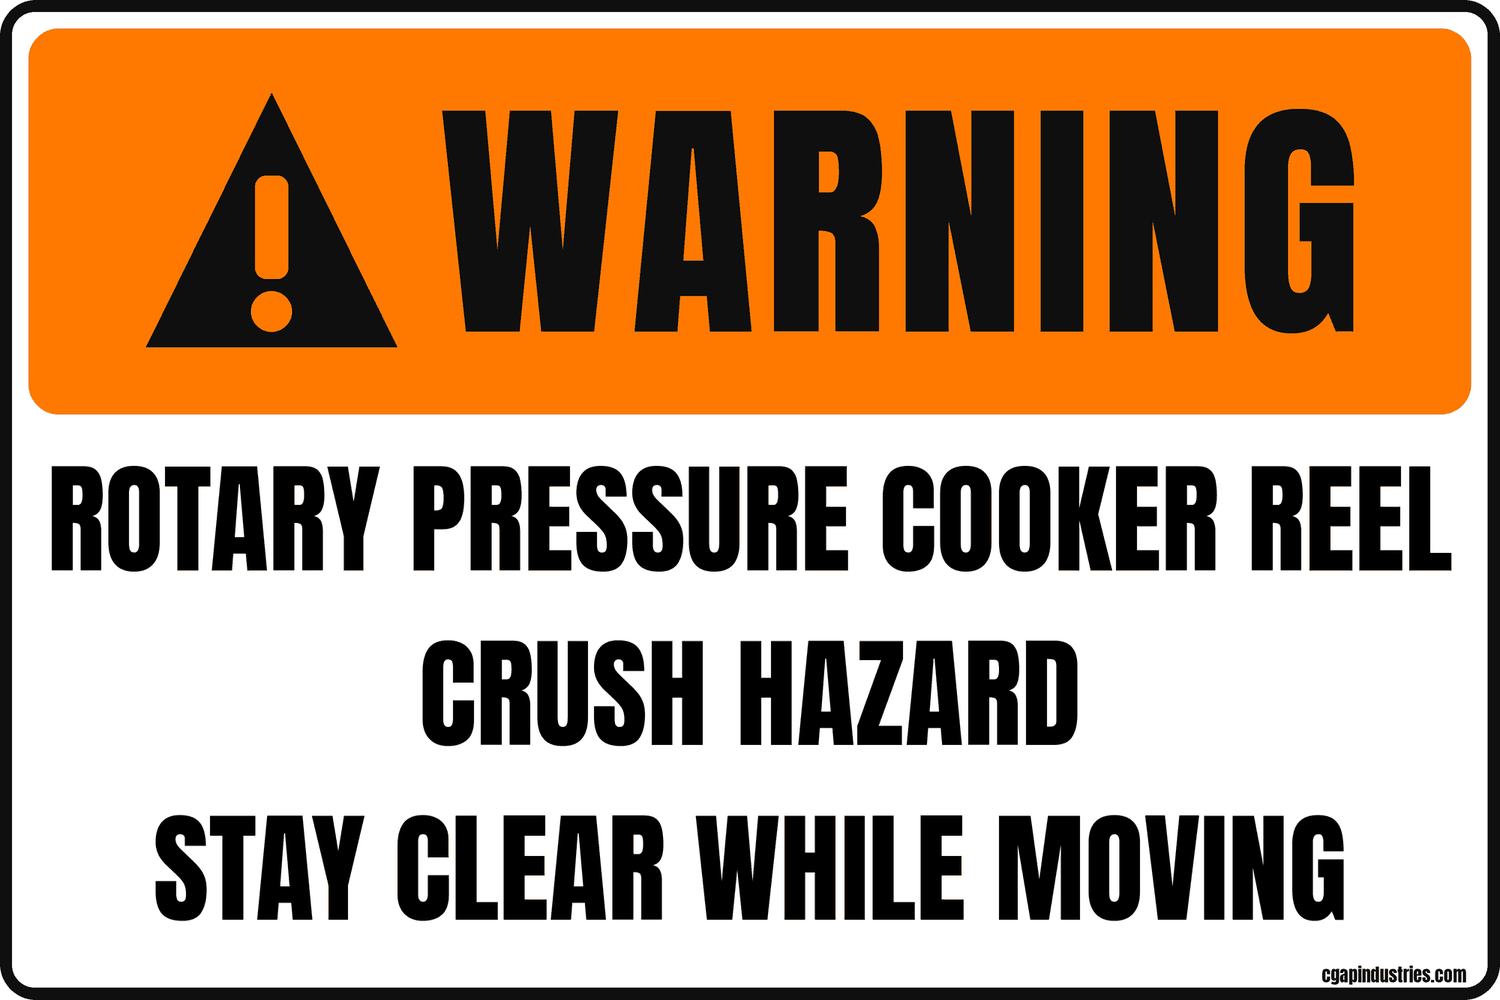 WARNING
ROTARY PRESSURE COOKER REEL
CRUSH HAZARD
STAY CLEAR WHILE MOVING
cgapindustries.com